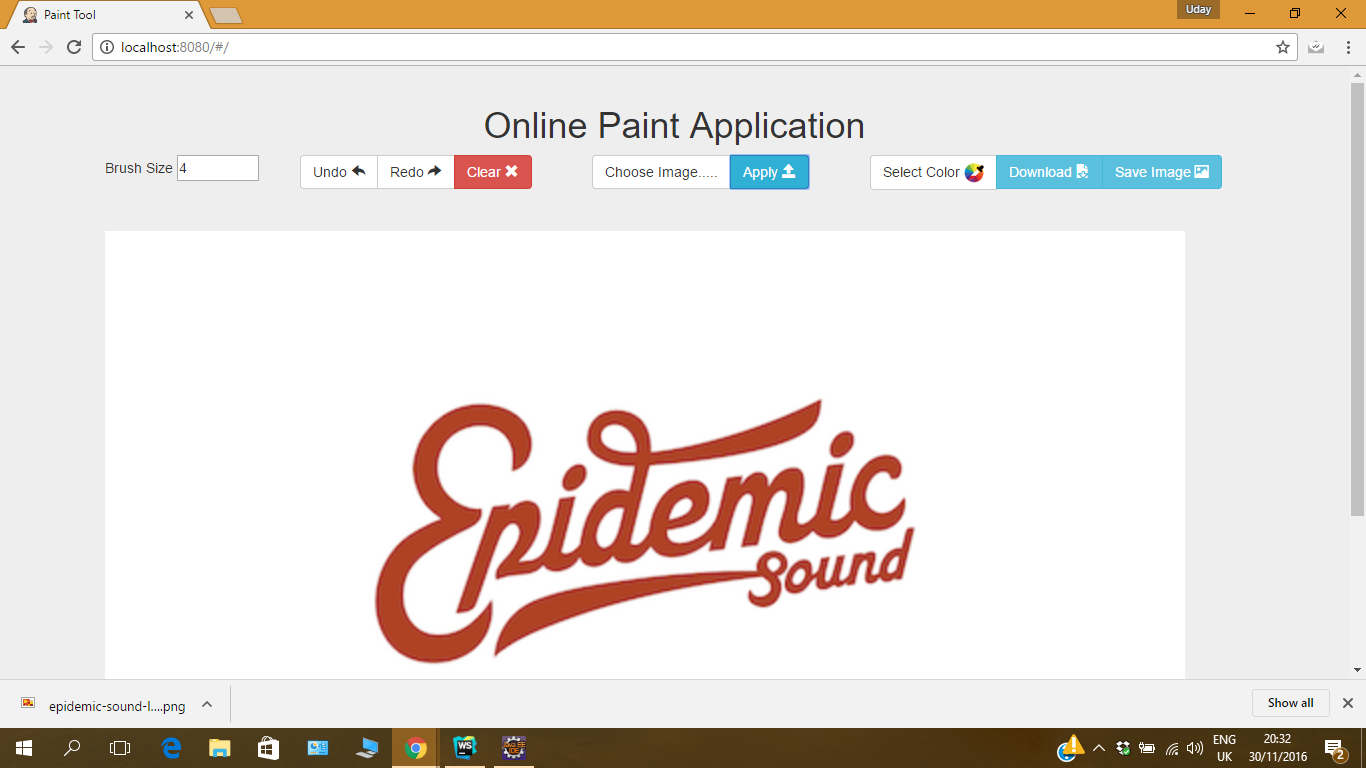 Paint Tool
Uday
localhost:8080/#/
Online Paint Application
Brush Size 4
Undo Redo Clear
Choose Image..... Apply
Select Color Download Save Image
Epidemic
Sound
epidemic-sound-l....png
Show all
WS
ENG
UK
20:32
30/11/2016
2